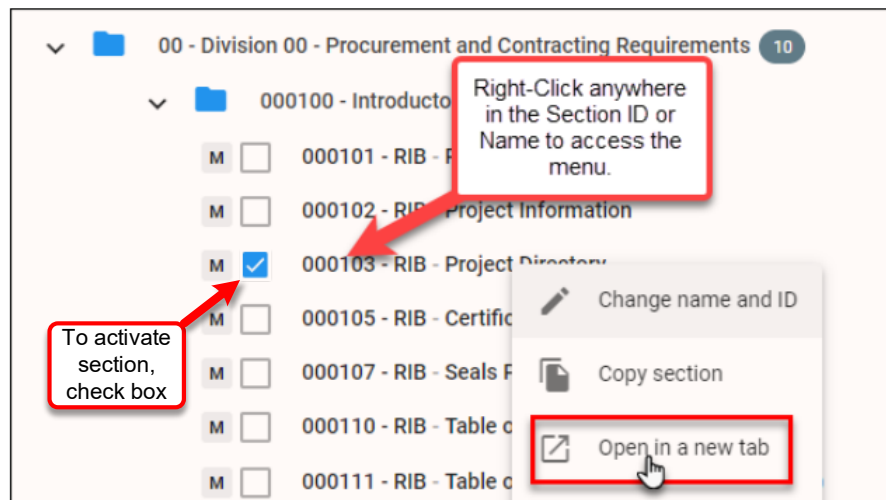 00 - Division 00 - Procurement and Contracting Requirements 10
000100 -
Right-Click anywhere
in the Section ID or
Name to access the
menu.
M 000101 - RIB -
M 000102 - RIB - Project Information
M 000103 - RIB - Project Directory
M 000105 - RIB -
M 000107 - RIB - Seals
M 000110 - RIB - Table
M 000111 - RIB - Table
To activate
section,
check box
Change name and ID
Copy section
Open in a new tab